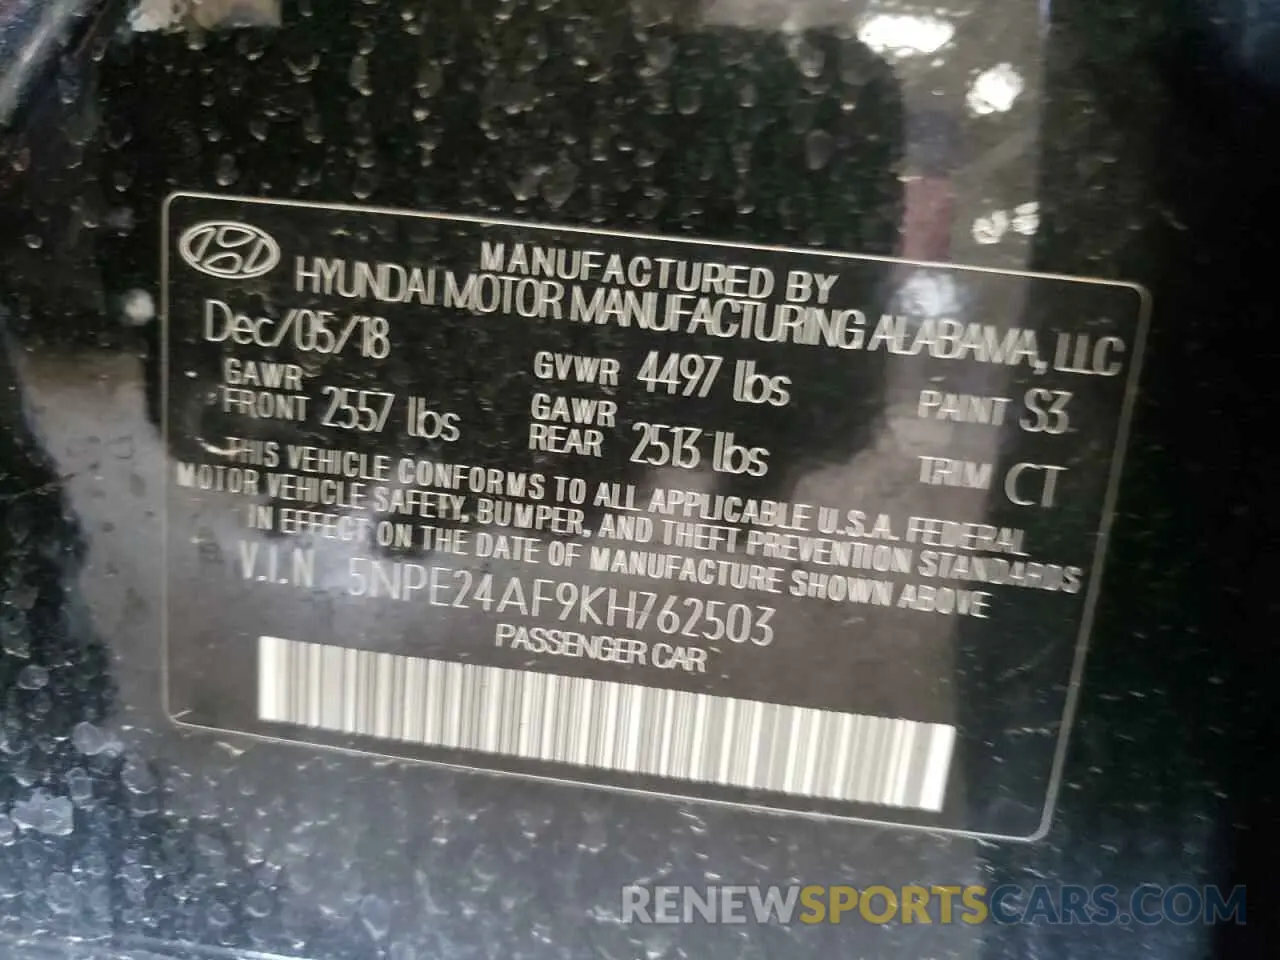 MANUFACTURED BY
HYUNDAI MOTOR MANUFACTURING ALABAMA, LLC
Dec/05/18
GVWR 4497 lbs
PAINT S3
GAWR FRONT 2557 lbs
GAWR REAR 2513 lbs
TRIM CT
THIS VEHICLE CONFORMS TO ALL APPLICABLE U.S.A. FEDERAL
MOTOR VEHICLE SAFETY, BUMPER, AND THEFT PREVENTION STANDARDS
IN EFFECT ON THE DATE OF MANUFACTURE SHOWN ABOVE
V.I.N 5NPE24AF9KH762503
PASSENGER CAR
RENEWSPORTSCARS.COM